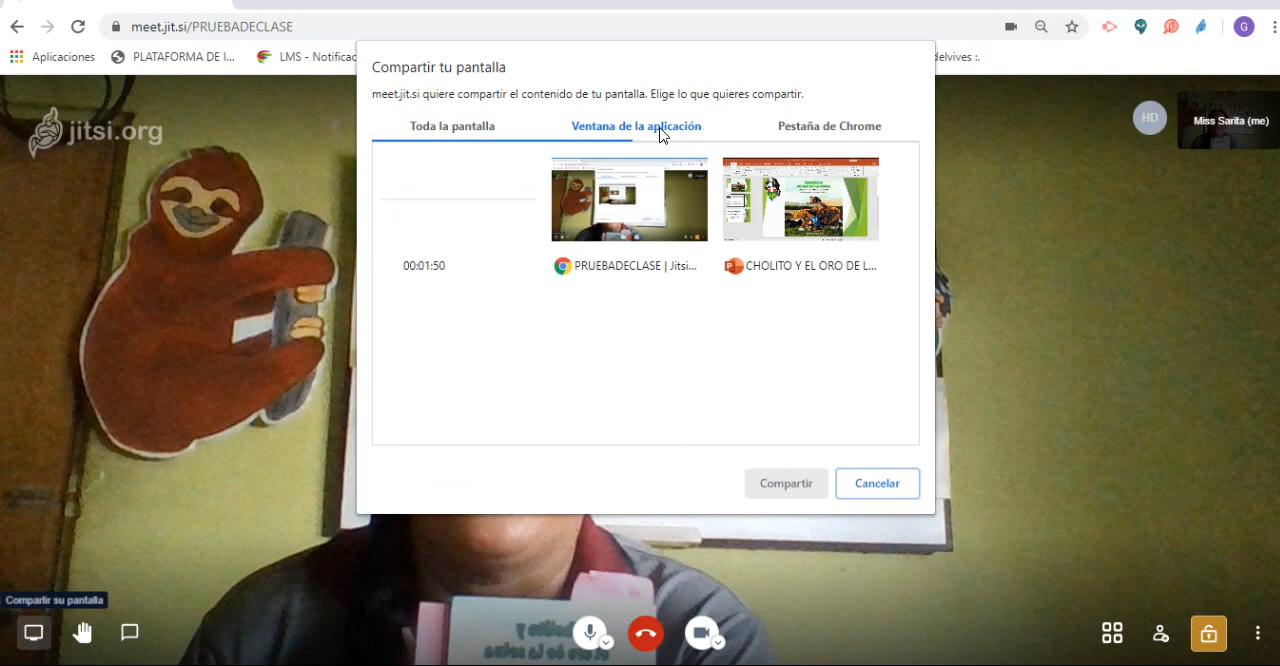 meet.jit.si/PRUEBADECLASE
G
Aplicaciones
PLATAFORMA DE I...
LMS - Notificac
delvives :.
Compartir tu pantalla
meet.jit.si quiere compartir el contenido de tu pantalla. Elige lo que quieres compartir.
Toda la pantalla
Ventana de la aplicación
Pestaña de Chrome
jitsi.org
HD
Miss Sarita (me)
00:01:50
PRUEBADECLASE | Jitsi...
CHOLITO Y EL ORO DE L...
Compartir
Cancelar
Compartir su pantalla